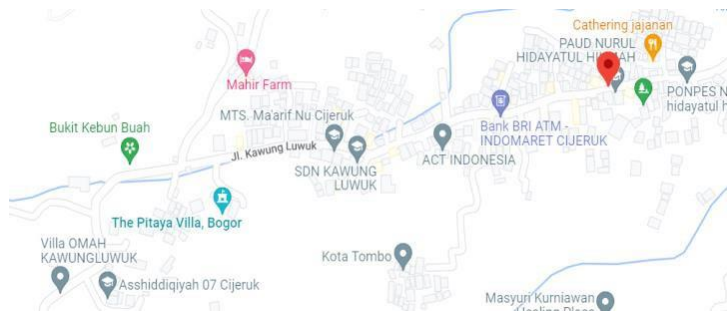 Cathering jajanan
PAUD NURUL
HIDAYATUL
PONPES N
hidayatul h
Mahir Farm
Bank BRI ATM -
INDOMARET CIJERUK
MTS. Ma'arif Nu Cijeruk
Bukit Kebun Buah
Jl. Kawung Luwuk
SDN KAWUNG
LUWUK
ACT INDONESIA
The Pitaya Villa, Bogor
Villa OMAH
KAWUNGLUWUK
Kota Tombo
Asshiddiqiyah 07 Cijeruk
Masyuri Kurniawan
Healing Place